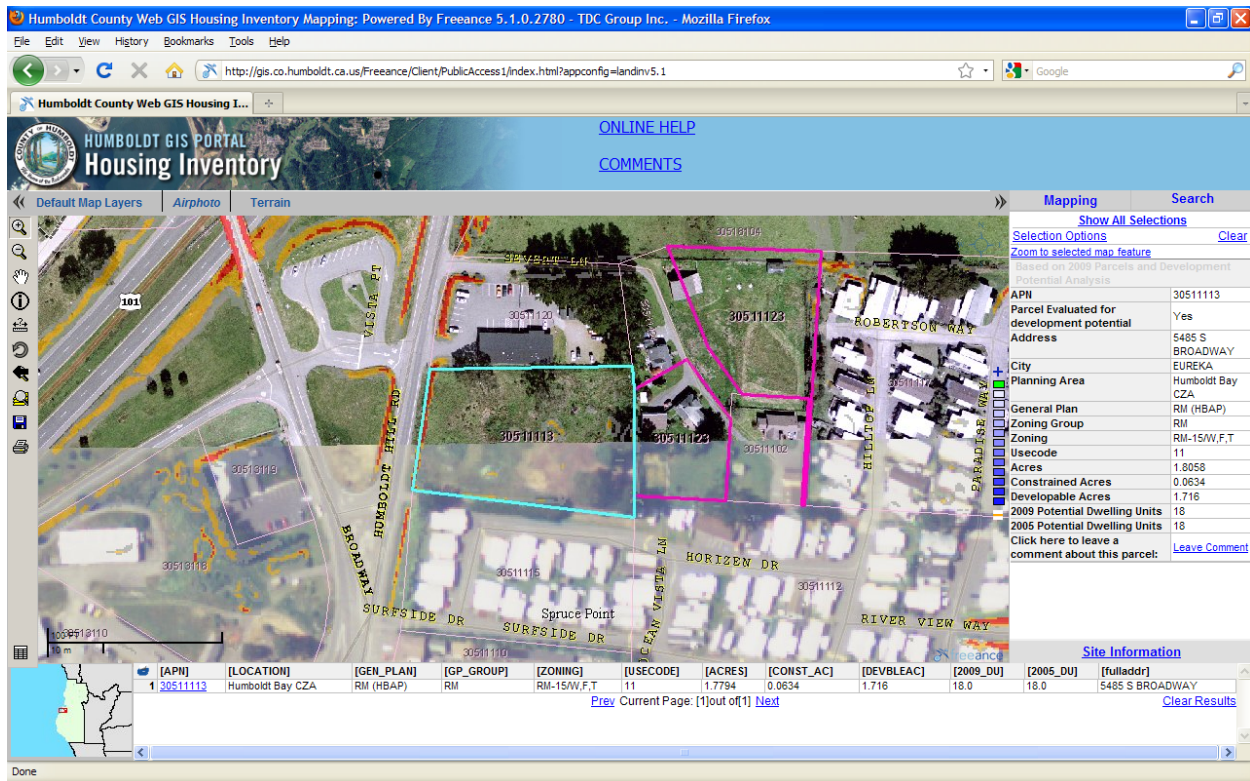 Humboldt County Web GIS Housing Inventory Mapping: Powered By Freeance 5.1.0.2780 - TDC Group Inc. - Mozilla Firefox
File Edit View History Bookmarks Tools Help
http://gis.co.humboldt.ca.us/Freeance/Client/PublicAccess1/index.html?appconfig=landinv5.1
Google
Humboldt County Web GIS Housing I...
HUMBOLDT GIS PORTAL
Housing Inventory
ONLINE HELP
COMMENTS
Default Map Layers Airphoto Terrain
Mapping Search
Show All Selections
Selection Options Clear
Zoom to selected map feature
Based on 2009 Parcels and Development
Potential Analysis
APN 30511113
Parcel Evaluated for development potential Yes
Address 5485 S BROADWAY
City EUREKA
Planning Area Humboldt Bay CZA
General Plan RM (HBAP)
Zoning Group RM
Zoning RM-15/W,F,T
Usecode 11
Acres 1.8058
Constrained Acres 0.0634
Developable Acres 1.716
2009 Potential Dwelling Units 18
2005 Potential Dwelling Units 18
Click here to leave a comment about this parcel: Leave Comment
Site Information
30518104
101
VISTA PT
30511120
30511123
ROBERTSON WAY
HUMBOLDT HILL RD
30511113
30511123
30511102
HILLTOP LN
PARADISE WAY
30513119
BROADWAY
HORIZEN DR
30513118
30511115
30511112
Spruce Point
SURFSIDE DR
SURFSIDE DR
OCEAN VISTA LN
RIVER VIEW WAY
30513110
10 m
30511110
freeance
[APN] [LOCATION] [GEN_PLAN] [GP_GROUP] [ZONING] [USECODE] [ACRES] [CONST_AC] [DEVBLEAC] [2009_DU] [2005_DU] [fulladdr]
1 30511113 Humboldt Bay CZA RM (HBAP) RM RM-15/W,F,T 11 1.7794 0.0634 1.716 18.0 18.0 5485 S BROADWAY
Prev Current Page: [1]out of[1] Next
Clear Results
Done